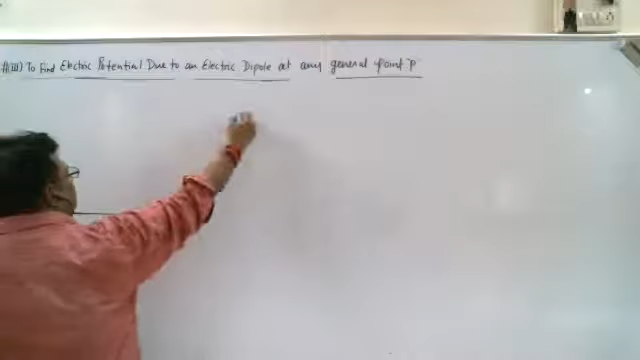 #(iii) To Find Electric Potential Due to an Electric Dipole at any general point P